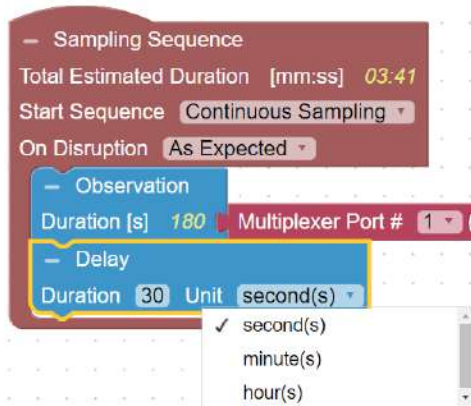 − Sampling Sequence
Total Estimated Duration [mm:ss] 03:41
Start Sequence Continuous Sampling
On Disruption As Expected
− Observation
Duration [s] 180 Multiplexer Port # 1
− Delay
Duration 30 Unit second(s)
✓ second(s)
minute(s)
hour(s)